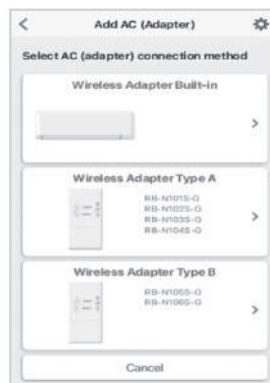 Add AC (Adapter)
Select AC (adapter) connection method
Wireless Adapter Built-in
Wireless Adapter Type A
RB-N101S-G
RB-N102S-G
RB-N103S-G
RB-N104S-G
Wireless Adapter Type B
RB-N105S-G
RB-N106S-G
Cancel